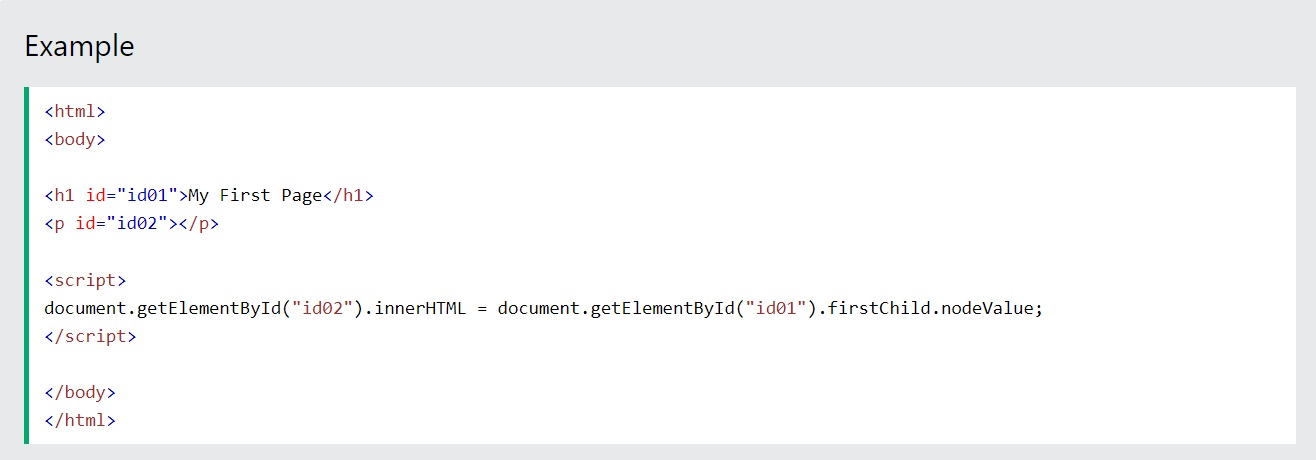 Example
<html>
<body>
<h1 id="id01">My First Page</h1>
<p id="id02"></p>
<script>
document.getElementById("id02").innerHTML = document.getElementById("id01").firstChild.nodeValue;
</script>
</body>
</html>